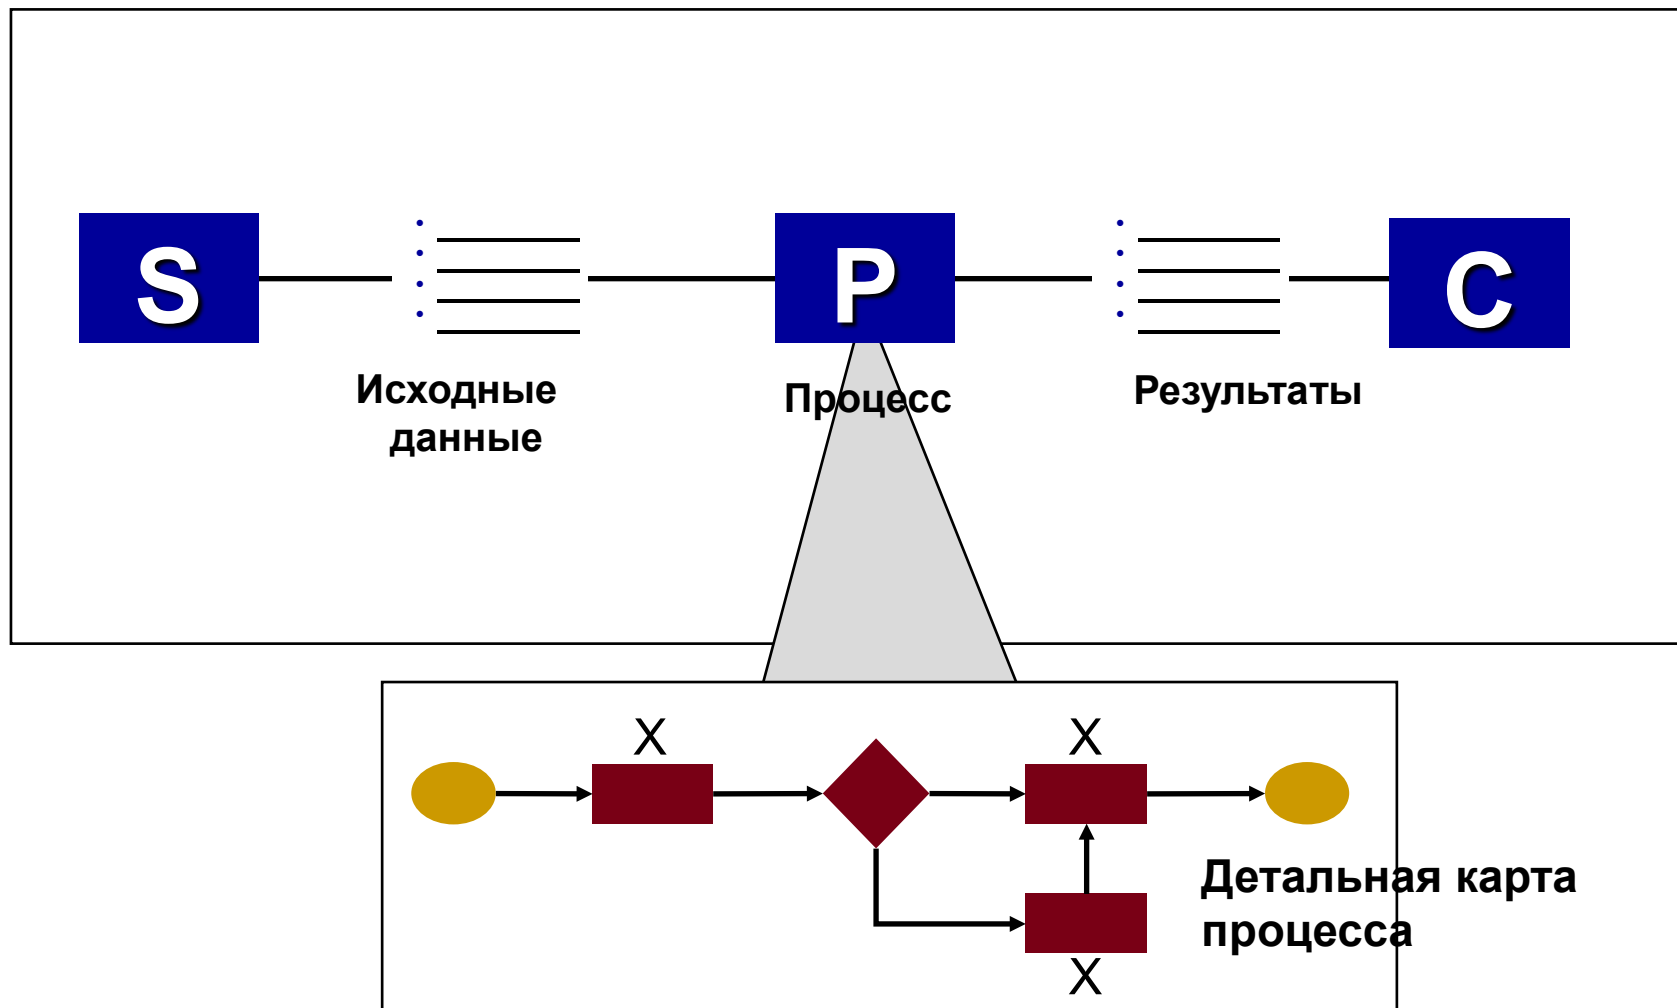 S
P
C
Исходные
данные
Процесс
Результаты
X
X
Детальная карта
процесса
X